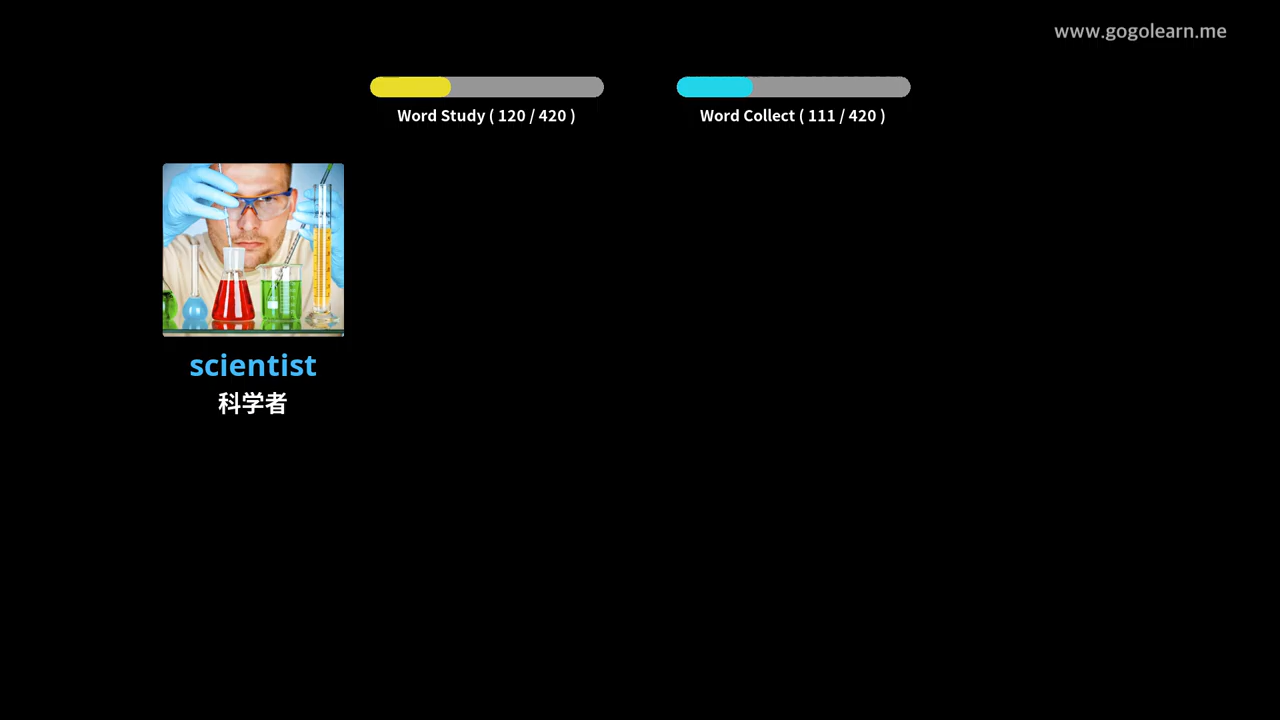 www.gogolearn.me
Word Study ( 120 / 420 )
Word Collect ( 111 / 420 )
scientist
科学者